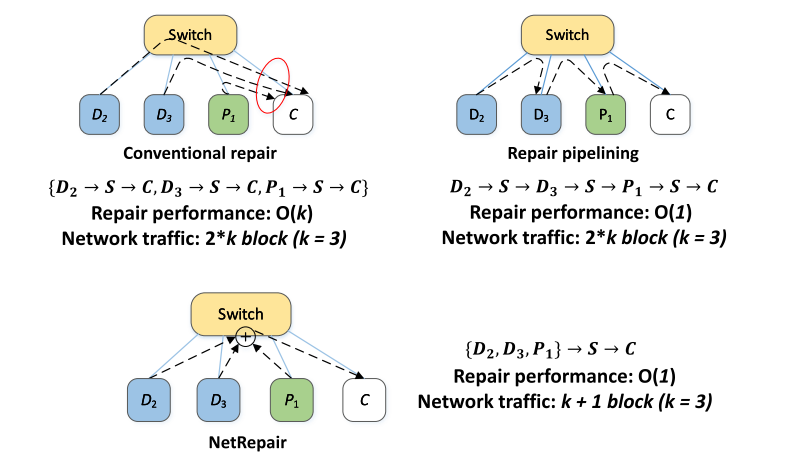 Switch
D₂ D₃ P₁ C
Conventional repair
{D₂ → S → C, D₃ → S → C, P₁ → S → C}
Repair performance: O(k)
Network traffic: 2*k block (k = 3)
Switch
D₂ D₃ P₁ C
Repair pipelining
D₂ → S → D₃ → S → P₁ → S → C
Repair performance: O(1)
Network traffic: 2*k block (k = 3)
Switch
+
D₂ D₃ P₁ C
NetRepair
{D₂, D₃, P₁} → S → C
Repair performance: O(1)
Network traffic: k + 1 block (k = 3)